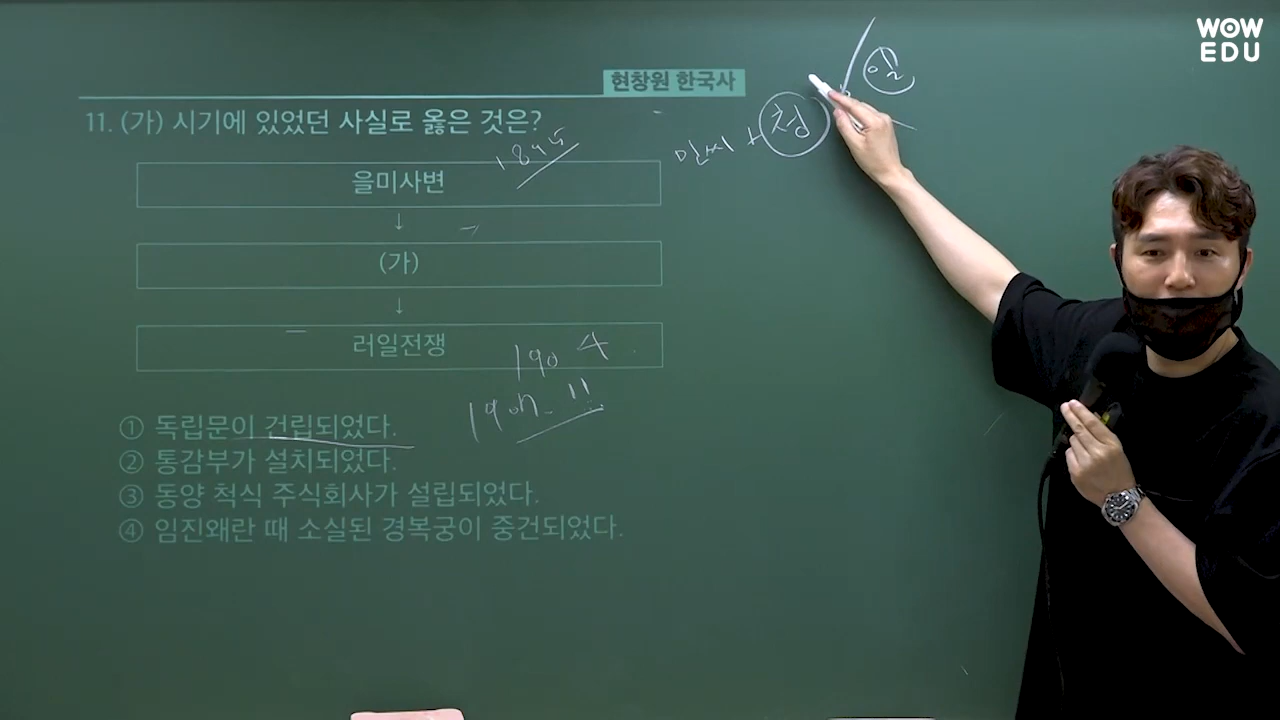 WOW
EDU
현창원 한국사
11. (가) 시기에 있었던 사실로 옳은 것은?
1895
을미사변
↓
(가)
↓
러일전쟁
1904
① 독립문이 건립되었다.
② 통감부가 설치되었다.
③ 동양 척식 주식회사가 설립되었다.
④ 임진왜란 때 소실된 경복궁이 중건되었다.
민씨 + 청
일